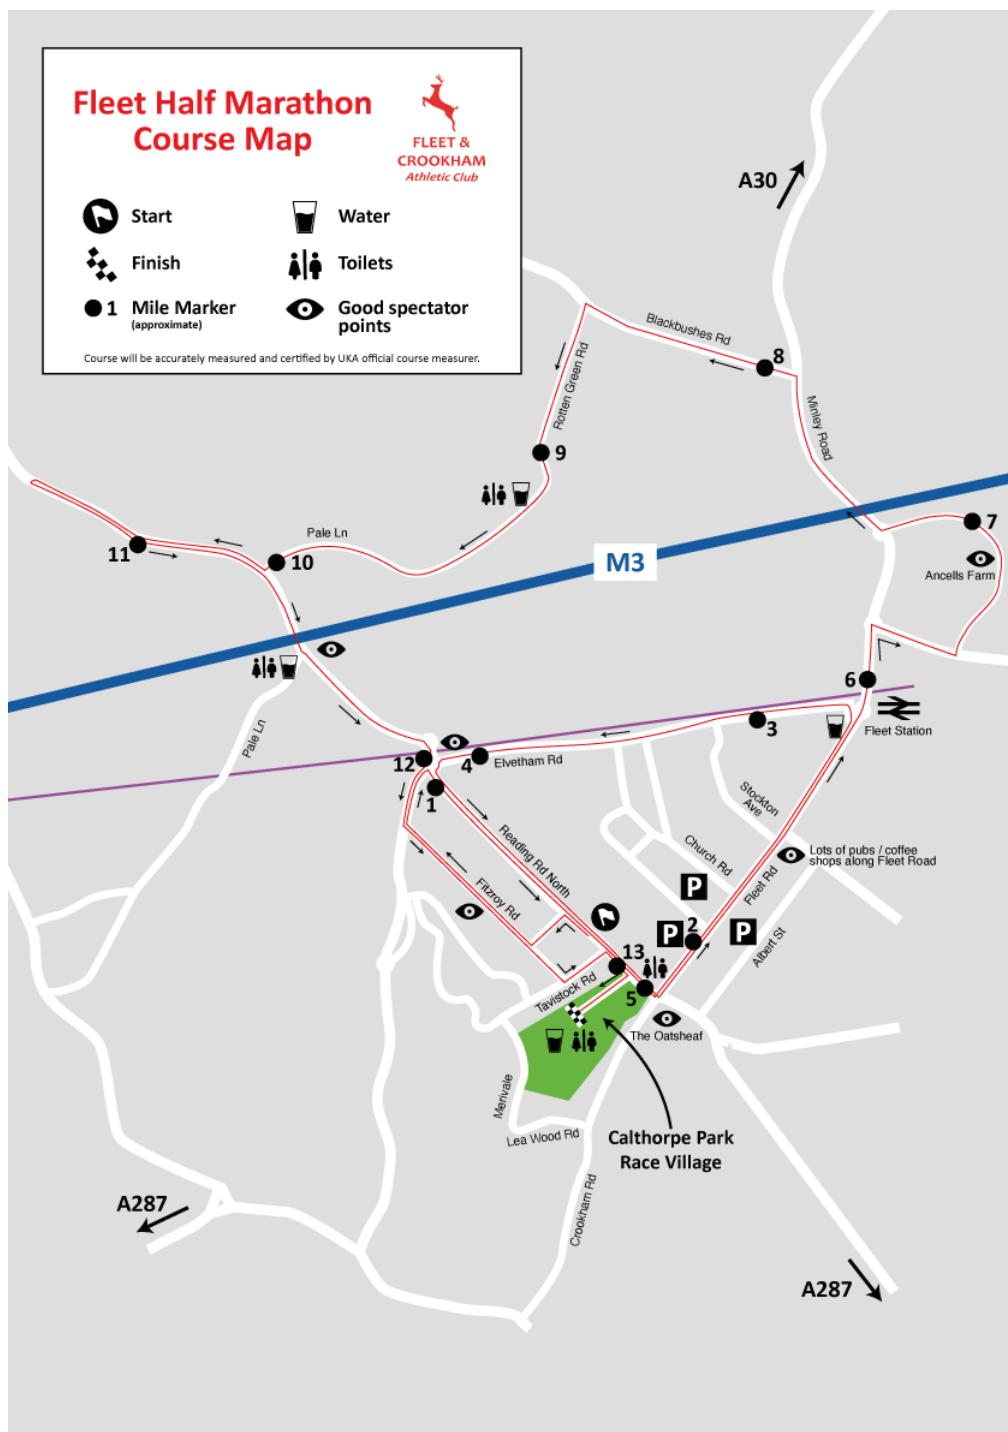 Fleet Half Marathon
Course Map
FLEET &
CROOKHAM
Athletic Club
Start
Water
Finish
Toilets
1 Mile Marker
(approximate)
Good spectator
points
Course will be accurately measured and certified by UKA official course measurer.
A30
Blackbushes Rd
8
Rotten Green Rd
Minley Road
9
7
Pale Ln
11
10
M3
Ancells Farm
6
Fleet Station
3
Pale Ln
12
4
Elvetham Rd
1
Stockton
Ave
Reading Rd North
Church Rd
Lots of pubs / coffee
shops along Fleet Road
Fitzroy Rd
P
Fleet Rd
P
2
P
Albert St
13
Tavistock Rd
5
The Oatsheaf
Merivale
Lea Wood Rd
Calthorpe Park
Race Village
Crookham Rd
A287
A287